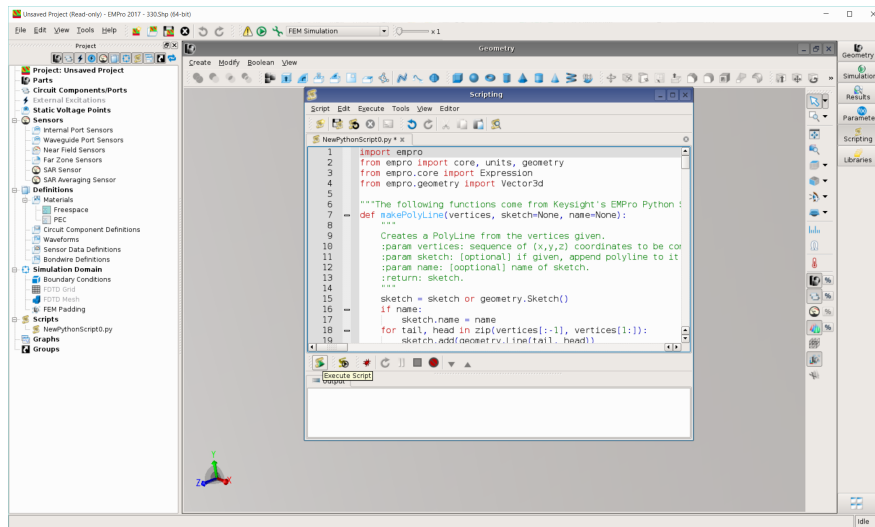 Unsaved Project (Read-only) - EMPro 2017 - 330.5hp (64-bit)
File Edit View Tools Help
FEM Simulation
x1
Project
Project: Unsaved Project
Parts
Circuit Components/Ports
External Excitations
Static Voltage Points
Sensors
Internal Port Sensors
Waveguide Port Sensors
Near Field Sensors
Far Zone Sensors
SAR Sensor
SAR Averaging Sensor
Definitions
Materials
Freespace
PEC
Circuit Component Definitions
Waveforms
Sensor Data Definitions
Bondwire Definitions
Simulation Domain
Boundary Conditions
FDTD Grid
FDTD Mesh
FEM Padding
Scripts
NewPythonScript0.py
Graphs
Groups
Geometry
Create Modify Boolean View
Scripting
Script Edit Execute Tools View Editor
NewPythonScript0.py * x
1 import empro
2 from empro import core, units, geometry
3 from empro.core import Expression
4 from empro.geometry import Vector3d
5
6 """The following functions come from Keysight's EMPro Python S
7 def makePolyLine(vertices, sketch=None, name=None):
8 """
9 Creates a PolyLine from the vertices given.
10 :param vertices: sequence of (x,y,z) coordinates to be con
11 :param sketch: [optional] if given, append polyline to it
12 :param name: [ooptional] name of sketch.
13 :return: sketch.
14 """
15 sketch = sketch or geometry.Sketch()
16 if name:
17 sketch.name = name
18 for tail, head in zip(vertices[:-1], vertices[1:]):
19 sketch.add(geometry.Line(tail, head))
Execute Script
Output
Y
Z
X
Geometry
Simulation
Results
Paramete
Scripting
Libraries
Idle